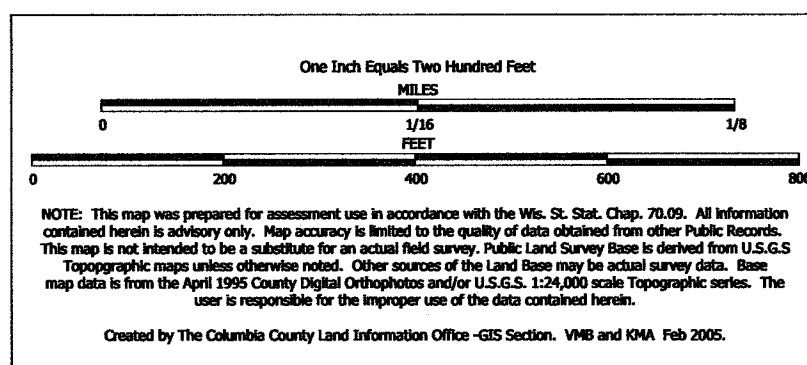 One Inch Equals Two Hundred Feet
MILES
0 1/16 1/8
FEET
0 200 400 600 800
NOTE: This map was prepared for assessment use in accordance with the Wis. St. Stat. Chap. 70.09. All information
contained herein is advisory only. Map accuracy is limited to the quality of data obtained from other Public Records.
This map is not intended to be a substitute for an actual field survey. Public Land Survey Base is derived from U.S.G.S
Topopgraphic maps unless otherwise noted. Other sources of the Land Base may be actual survey data. Base
map data is from the April 1995 County Digital Orthophotos and/or U.S.G.S. 1:24,000 scale Topographic series. The
user is responsible for the improper use of the data contained herein.
Created by The Columbia County Land Information Office -GIS Section. VMB and KMA Feb 2005.